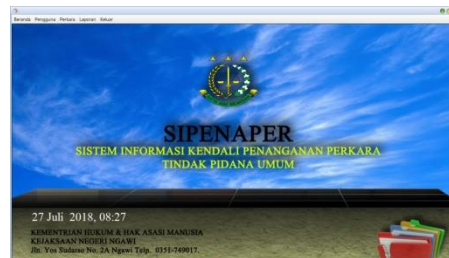 Beranda Pengguna Perkara Laporan Keluar
SIPENAPER
SISTEM INFORMASI KENDALI PENANGANAN PERKARA
TINDAK PIDANA UMUM
27 Juli 2018, 08:27
KEMENTRIAN HUKUM & HAK ASASI MANUSIA
KEJAKSAAN NEGERI NGAWI
Jln. Yos Sudarso No. 2A Ngawi Telp. 0351-749017.